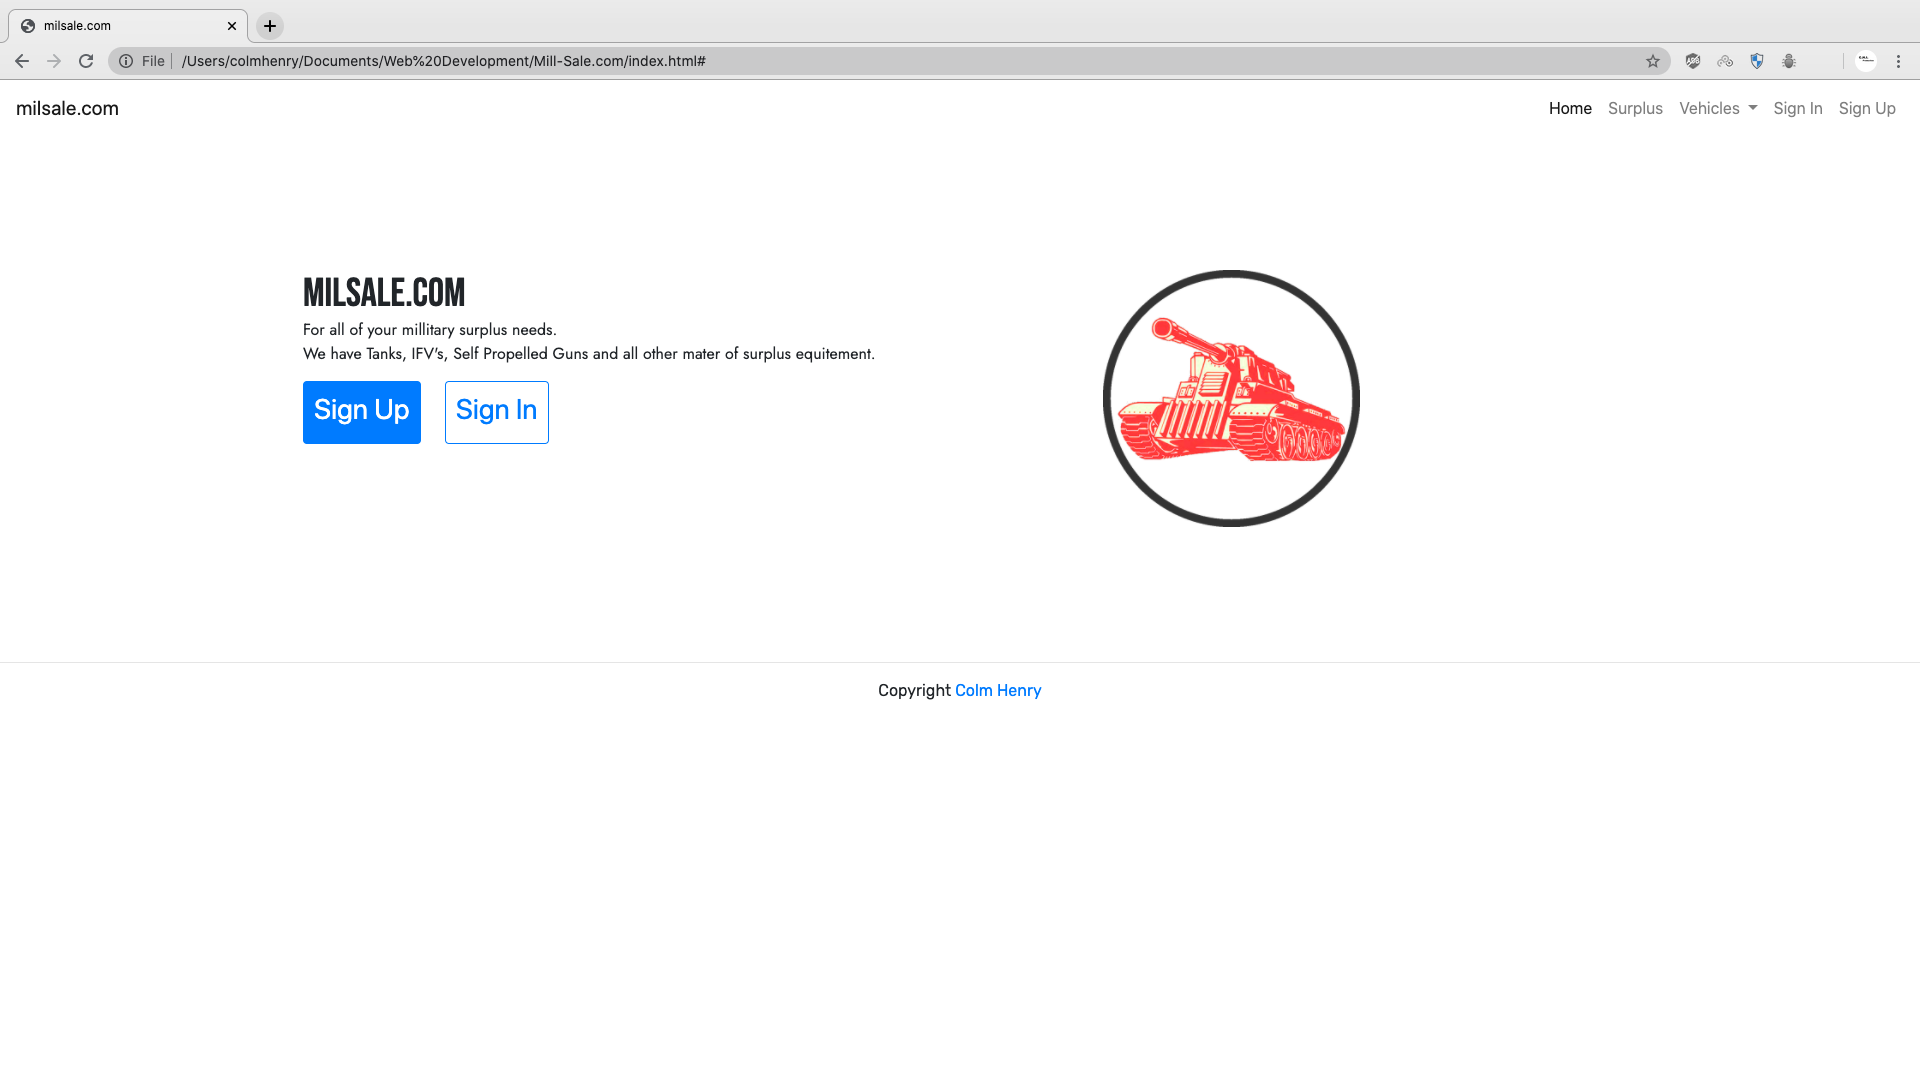 milsale.com
File /Users/colmhenry/Documents/Web%20Development/Mill-Sale.com/index.html#
milsale.com
Home Surplus Vehicles Sign In Sign Up
MILSALE.COM
For all of your millitary surplus needs.
We have Tanks, IFV's, Self Propelled Guns and all other mater of surplus equitement.
Sign Up Sign In
Copyright Colm Henry